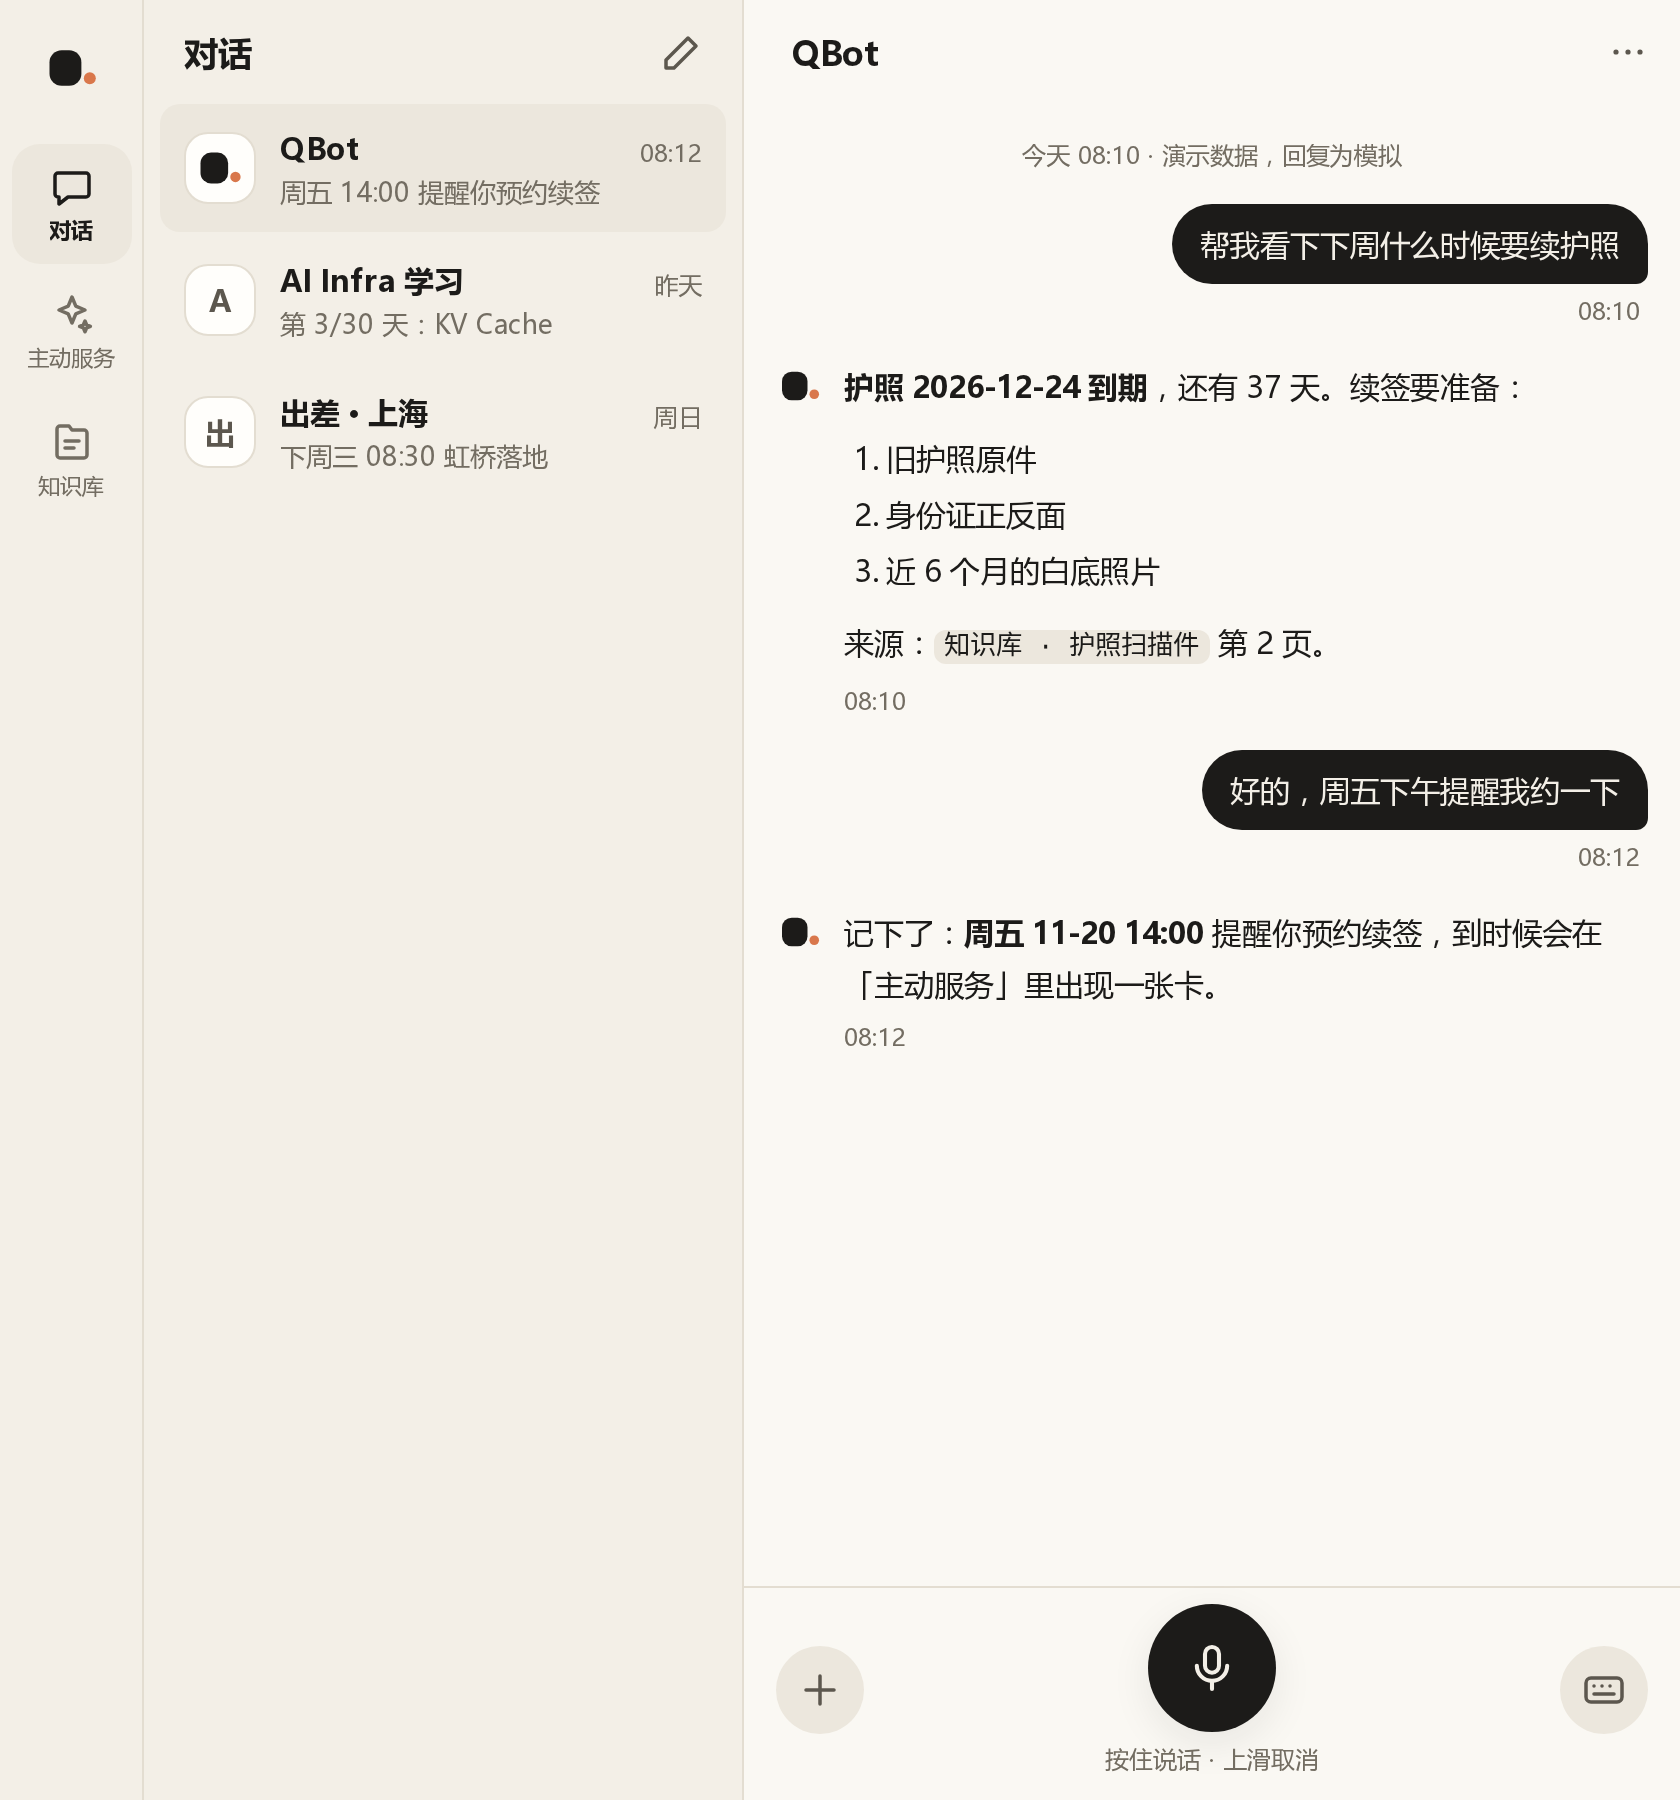 对话
主动服务
知识库
对话
QBot
08:12
周五 14:00 提醒你预约续签
A
AI Infra 学习
昨天
第 3/30 天：KV Cache
出
出差·上海
周日
下周三 08:30 虹桥落地
QBot
今天 08:10 · 演示数据，回复为模拟
帮我看下下周什么时候要续护照
08:10
护照 2026-12-24 到期，还有 37 天。续签要准备：
1. 旧护照原件
2. 身份证正反面
3. 近 6 个月的白底照片
来源：知识库 · 护照扫描件 第 2 页。
08:10
好的，周五下午提醒我约一下
08:12
记下了：周五 11-20 14:00 提醒你预约续签，到时候会在
「主动服务」里出现一张卡。
08:12
按住说话 · 上滑取消